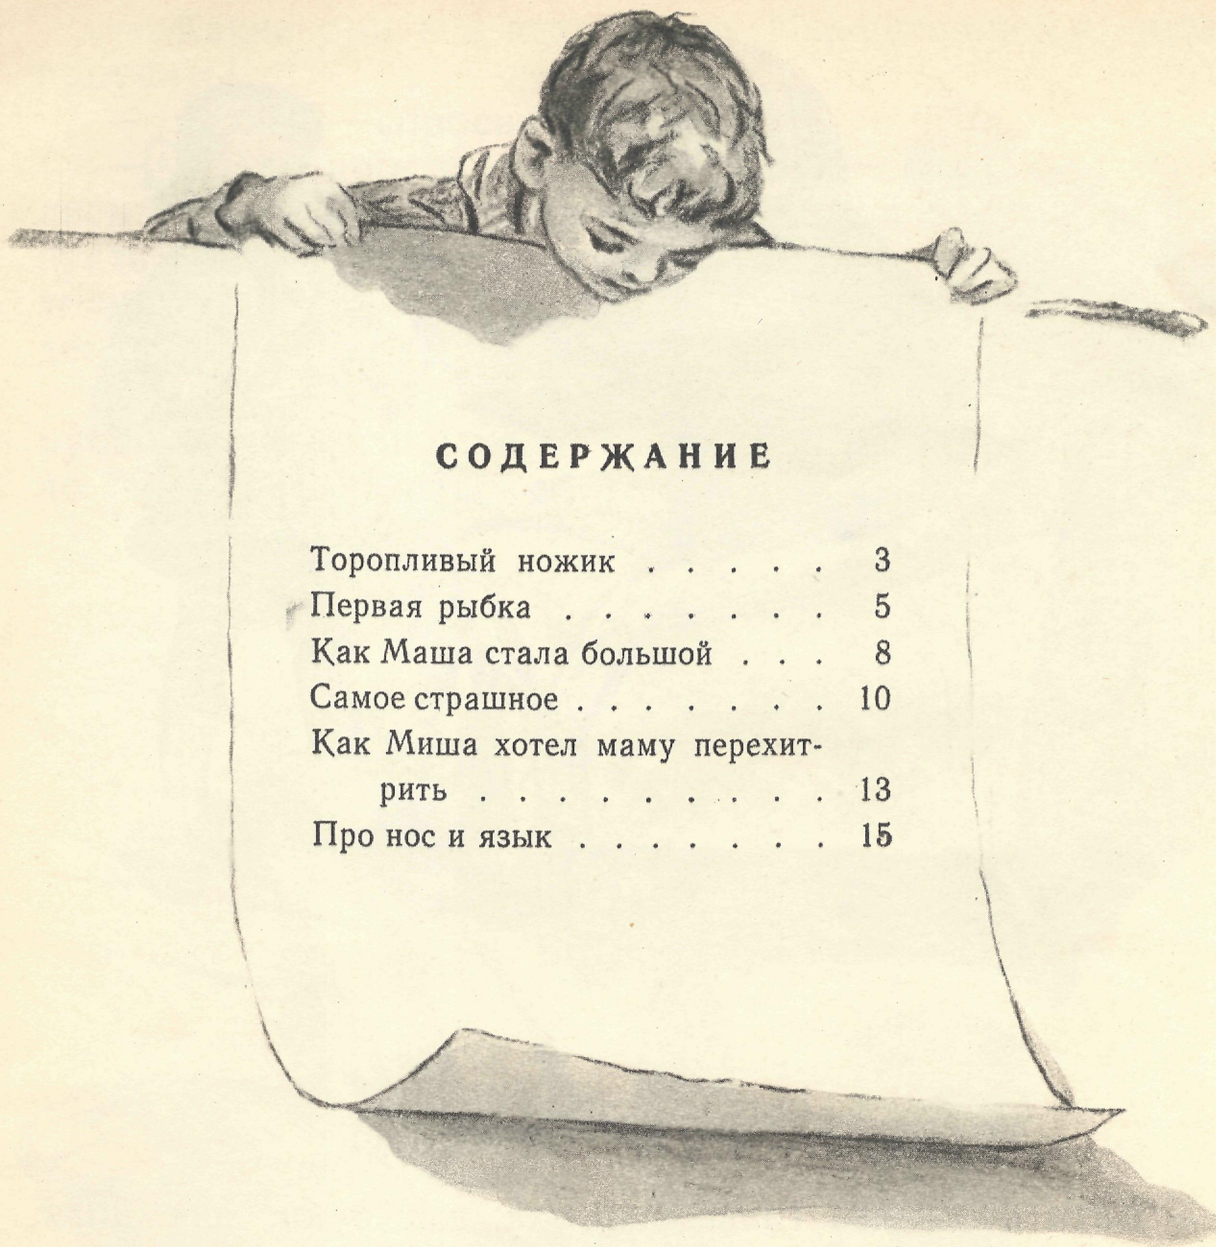 СОДЕРЖАНИЕ
Торопливый ножик . . . . . 3
Первая рыбка . . . . . . . 5
Как Маша стала большой . . . 8
Самое страшное . . . . . . . 10
Как Миша хотел маму перехит-
рить . . . . . . . . . 13
Про нос и язык . . . . . . . 15